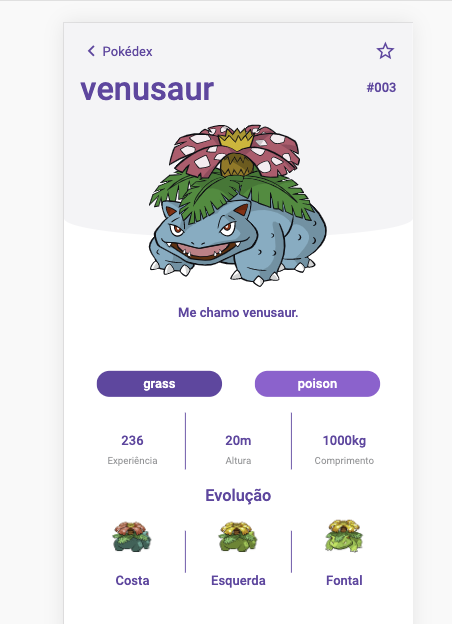 Pokédex
venusaur #003
Me chamo venusaur.
grass poison
236 20m 1000kg
Experiência Altura Comprimento
Evolução
Costa Esquerda Fontal